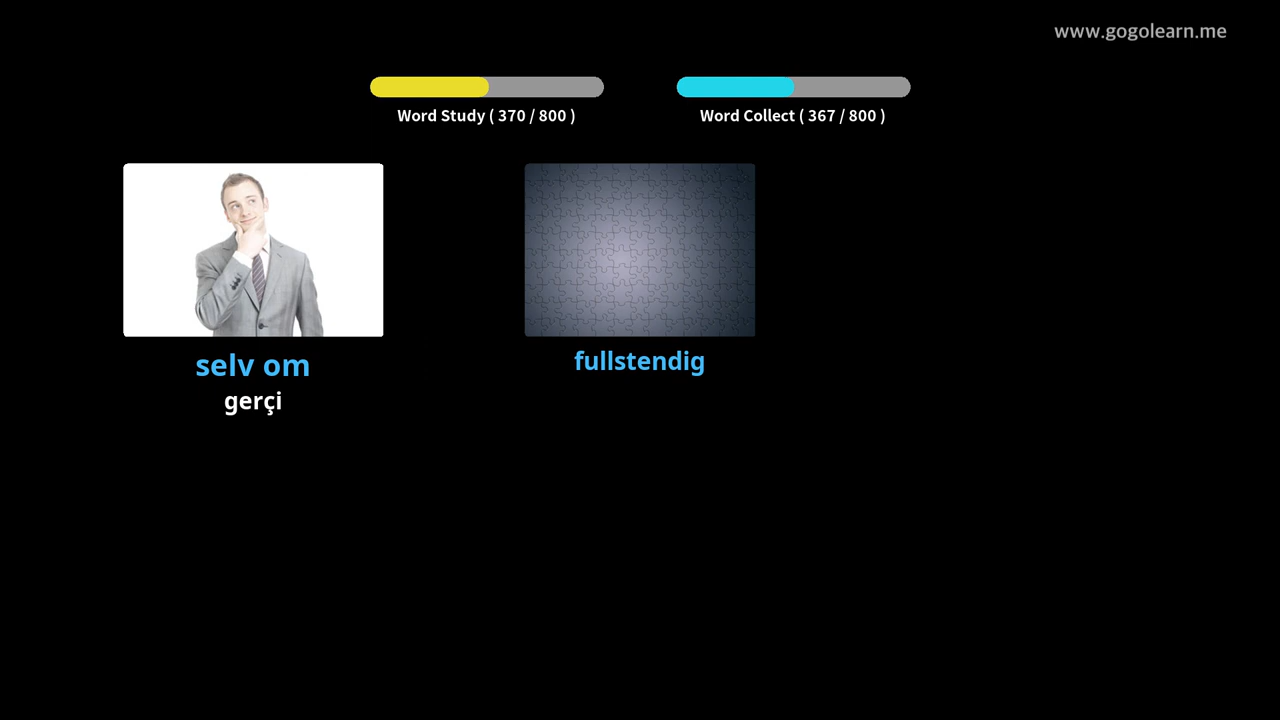 www.gogolearn.me
Word Study ( 370 / 800 )
Word Collect ( 367 / 800 )
selv om
gerçi
fullstendig